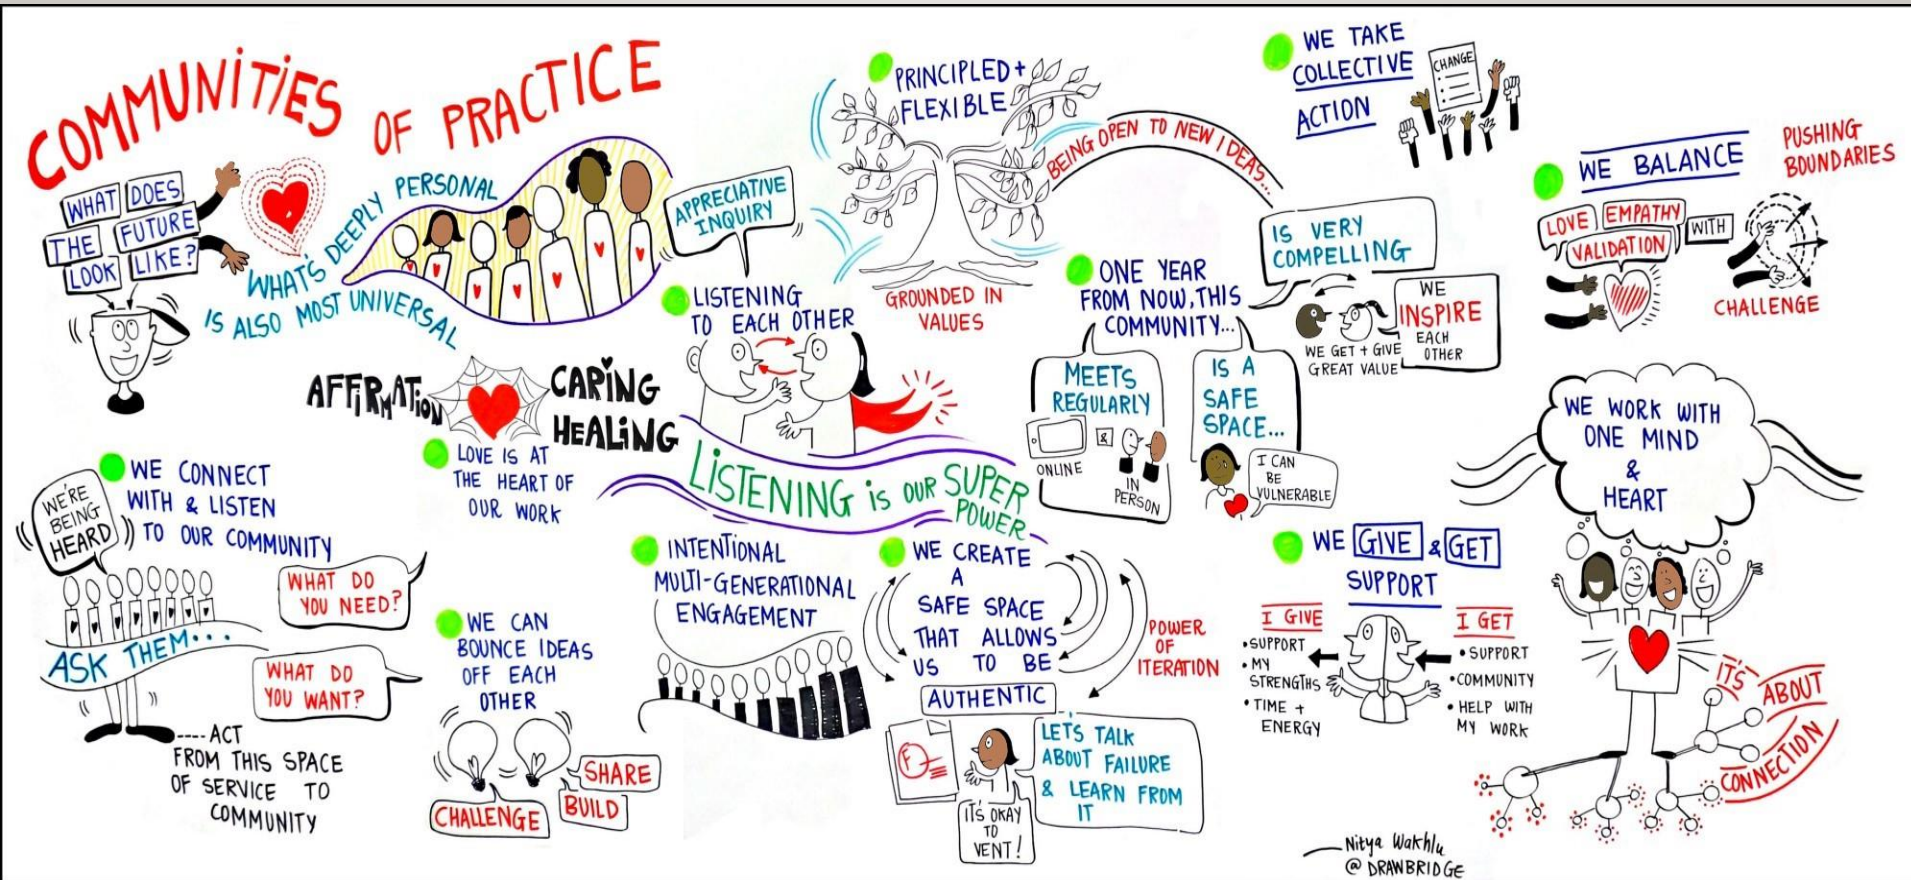 COMMUNITIES
OF PRACTICE
WHAT DOES
THE FUTURE
LOOK LIKE?
WHAT'S DEEPLY PERSONAL
IS ALSO MOST UNIVERSAL
APPRECIATIVE
INQUIRY
LISTENING
TO EACH OTHER
AFFIRMATION
CARING
HEALING
LOVE IS AT
THE HEART OF
OUR WORK
LISTENING is OUR SUPER
POWER
PRINCIPLED +
FLEXIBLE
GROUNDED IN
VALUES
BEING OPEN TO NEW IDEAS...
WE TAKE
COLLECTIVE
ACTION
CHANGE
ONE YEAR
FROM NOW, THIS
COMMUNITY...
IS VERY
COMPELLING
WE GET + GIVE
GREAT VALUE
WE
INSPIRE
EACH
OTHER
MEETS
REGULARLY
ONLINE
&
IN
PERSON
IS A
SAFE
SPACE...
I CAN
BE
VULNERABLE
WE BALANCE
LOVE EMPATHY
VALIDATION
WITH
PUSHING
BOUNDARIES
CHALLENGE
WE CONNECT
WITH & LISTEN
TO OUR COMMUNITY
WE'RE
BEING
HEARD
ASK THEM...
WHAT DO
YOU NEED?
WHAT DO
YOU WANT?
----ACT
FROM THIS SPACE
OF SERVICE TO
COMMUNITY
WE CAN
BOUNCE IDEAS
OFF EACH
OTHER
CHALLENGE
SHARE
BUILD
INTENTIONAL
MULTI-GENERATIONAL
ENGAGEMENT
WE CREATE
A
SAFE SPACE
THAT ALLOWS
US TO BE
AUTHENTIC
POWER
OF
ITERATION
F
IT'S OKAY
TO
VENT!
LET'S TALK
ABOUT FAILURE
& LEARN FROM
IT
WE GIVE & GET
SUPPORT
I GIVE
• SUPPORT
• MY
STRENGTHS
• TIME +
ENERGY
I GET
• SUPPORT
• COMMUNITY
• HELP WITH
MY WORK
WE WORK WITH
ONE MIND
&
HEART
IT'S
ABOUT
CONNECTION
Nitya Wakhlu
@ DRAWBRIDGE